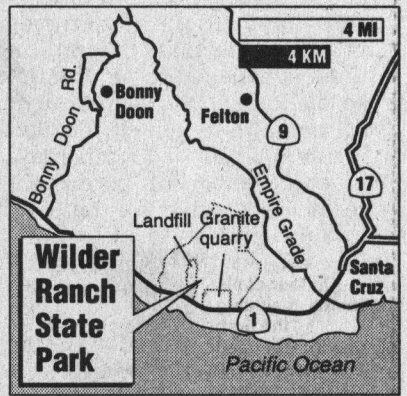 4 MI
4 KM
Bonny Doon Rd.
Bonny
Doon
Felton
9
17
Empire Grade
Landfill
Granite
quarry
Wilder
Ranch
State
Park
Santa
Cruz
1
Pacific Ocean